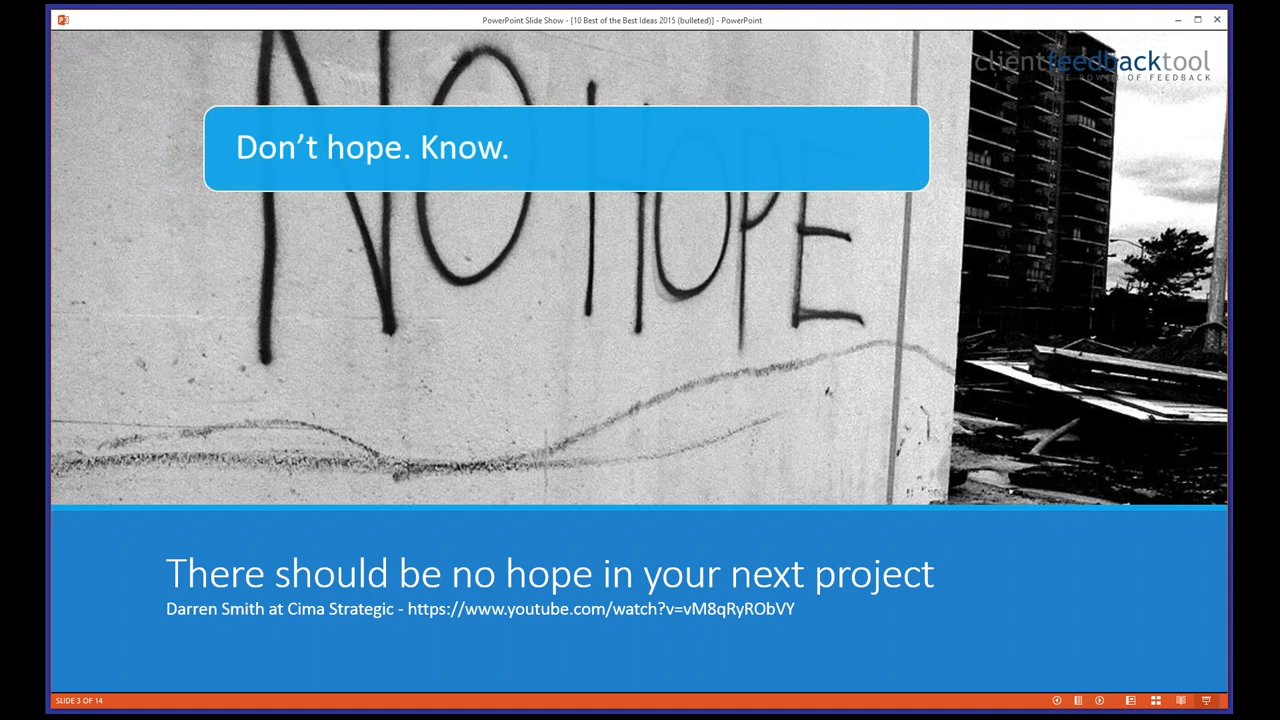 PowerPoint Slide Show - [10 Best of the Best Ideas 2015 (bulleted)] - PowerPoint
clientfeedbacktool
THE POWER OF FEEDBACK
NO HOPE
Don’t hope. Know.
There should be no hope in your next project
Darren Smith at Cima Strategic - https://www.youtube.com/watch?v=vM8qRyRObVY
SLIDE 3 OF 14